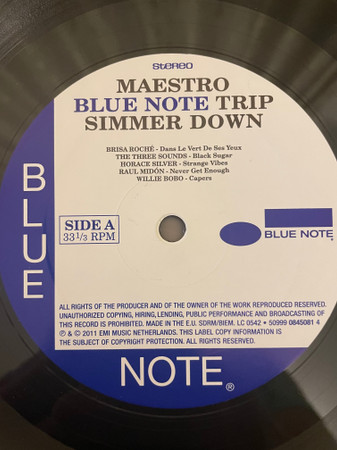 stereo
MAESTRO
BLUE NOTE TRIP
SIMMER DOWN
BRISA ROCHÉ - Dans Le Vert De Ses Yeux
THE THREE SOUNDS - Black Sugar
HORACE SILVER - Strange Vibes
RAUL MIDÓN - Never Get Enough
WILLIE BOBO - Capers
SIDE A
33 1/3 RPM
BLUE NOTE
BLUE
ALL RIGHTS OF THE PRODUCER AND OF THE OWNER OF THE WORK REPRODUCED RESERVED.
UNAUTHORIZED COPYING, HIRING, LENDING, PUBLIC PERFORMANCE AND BROADCASTING OF
THIS RECORD IS PROHIBITED. MADE IN THE E.U. SDRM/BIEM. LC 0542 • 50999 0845081 4
℗ & © 2011 EMI MUSIC NETHERLANDS. THIS LABEL COPY INFORMATION IS
THE SUBJECT OF COPYRIGHT PROTECTION. ALL RIGHTS RESERVED.
NOTE®